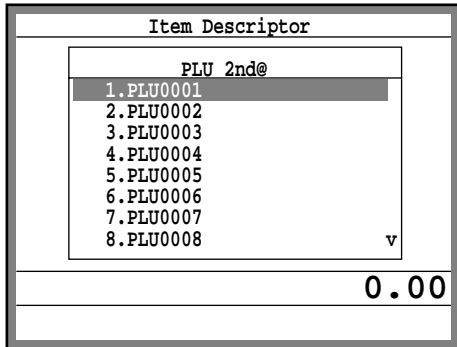 Item Descriptor
PLU 2nd@
1.PLU0001
2.PLU0002
3.PLU0003
4.PLU0004
5.PLU0005
6.PLU0006
7.PLU0007
8.PLU0008 v
0.00